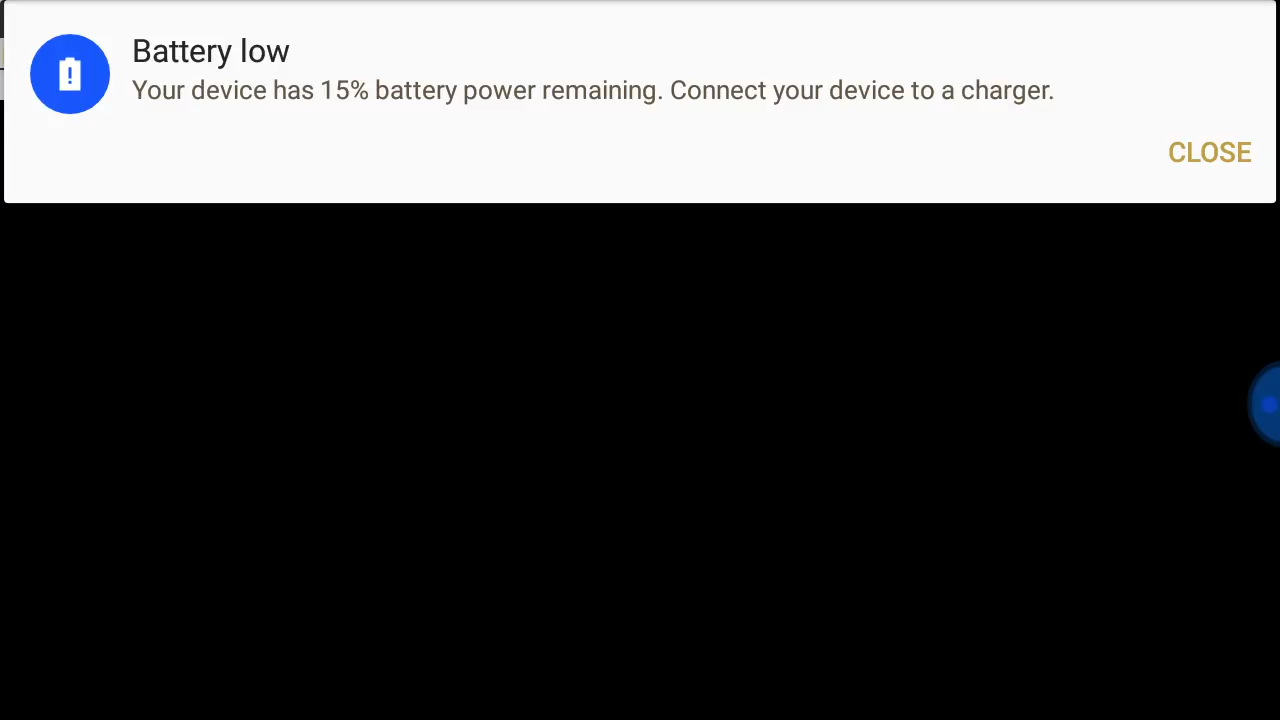 Battery low
Your device has 15% battery power remaining. Connect your device to a charger.
CLOSE